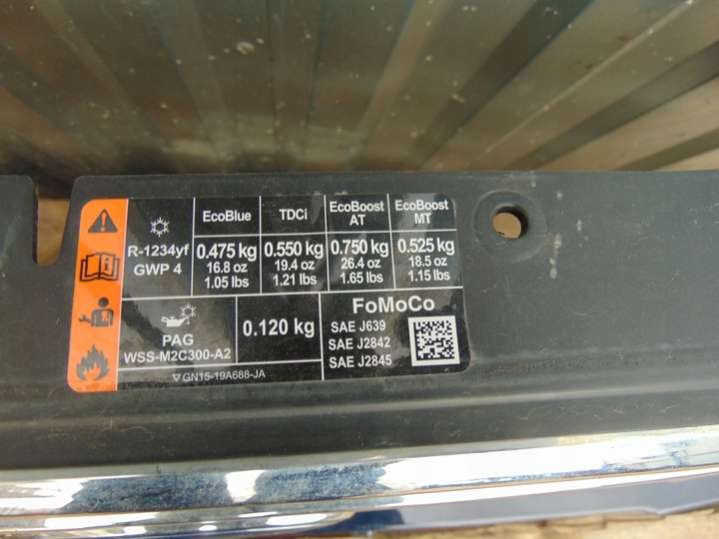 EcoBlue TDCi EcoBoost AT EcoBoost MT
R-1234yf GWP 4
0.475 kg 0.550 kg 0.750 kg 0.525 kg
16.8 oz 19.4 oz 26.4 oz 18.5 oz
1.05 lbs 1.21 lbs 1.65 lbs 1.15 lbs
PAG
WSS-M2C300-A2
0.120 kg
FoMoCo
SAE J639
SAE J2842
SAE J2845
GN15-19A688-JA